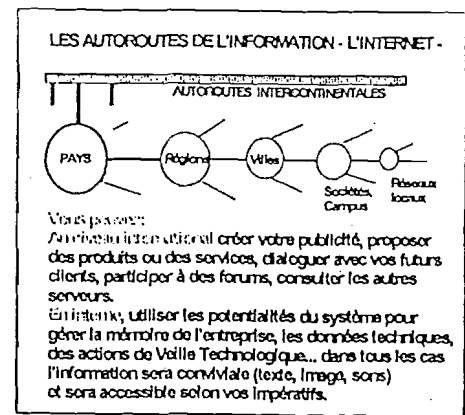 LES AUTOROUTES DE L'INFORMATION - L'INTERNET -
AUTOROUTES INTERCONTINENTALES
PAYS
Régions
Villes
Sociétés,
Campus
Réseaux
locaux
Vous pouvez:
Au niveau international créer votre publicité, proposer
des produits ou des services, dialoguer avec vos futurs
clients, participer à des forums, consulter les autres
serveurs.
En interne, utiliser les potentialités du système pour
gérer la mémoire de l'entreprise, les données techniques,
des actions de Veille Technologique... dans tous les cas
l'information sera conviviale (texte, image, sons)
et sera accessible selon vos impératifs.